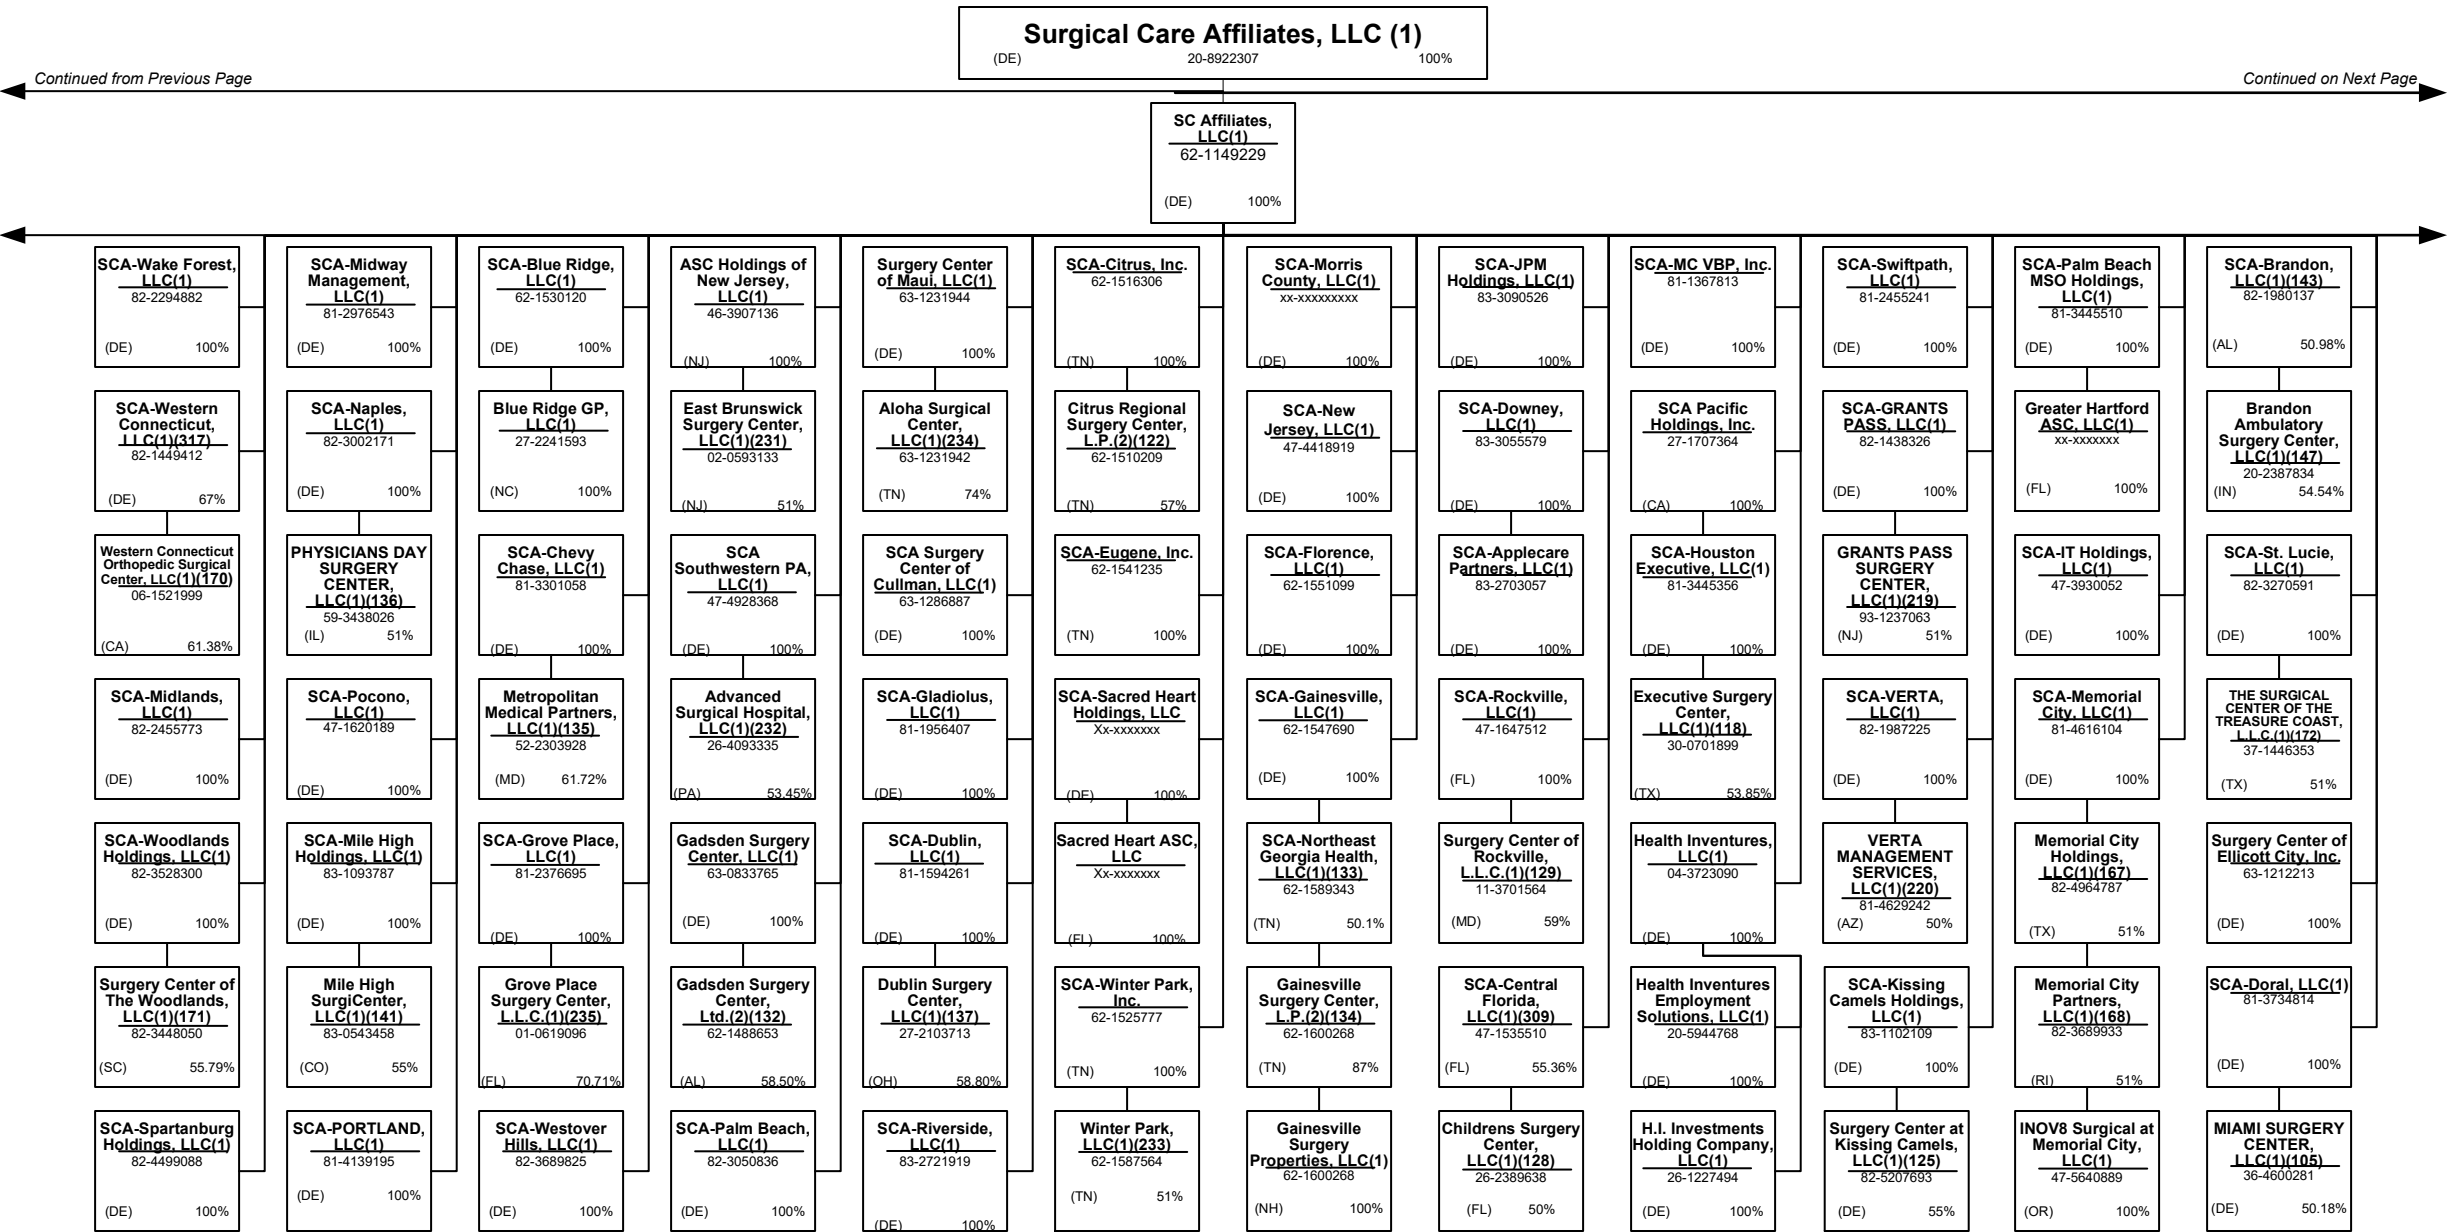 Surgical Care Affiliates, LLC (1)
(DE) 20-8922307 100%
Continued from Previous Page
Continued on Next Page
SC Affiliates,
LLC(1)
62-1149229
(DE) 100%
SCA-Wake Forest,
LLC(1)
82-2294882
(DE) 100%
SCA-Midway
Management,
LLC(1)
81-2976543
(DE) 100%
SCA-Blue Ridge,
LLC(1)
62-1530120
(DE) 100%
ASC Holdings of
New Jersey,
LLC(1)
46-3907136
(NJ) 100%
Surgery Center
of Maui, LLC(1)
63-1231944
(DE) 100%
SCA-Citrus, Inc.
62-1516306
(TN) 100%
SCA-Morris
County, LLC(1)
xx-xxxxxxxxx
(DE) 100%
SCA-JPM
Holdings, LLC(1)
83-3090526
(DE) 100%
SCA-MC VBP, Inc.
81-1367813
(DE) 100%
SCA-Swiftpath,
LLC(1)
81-2455241
(DE) 100%
SCA-Palm Beach
MSO Holdings,
LLC(1)
81-3445510
(DE) 100%
SCA-Brandon,
LLC(1)(143)
82-1980137
(AL) 50.98%
SCA-Western
Connecticut,
LLC(1)(317)
82-1449412
(DE) 67%
SCA-Naples,
LLC(1)
82-3002171
(DE) 100%
Blue Ridge GP,
LLC(1)
27-2241593
(NC) 100%
East Brunswick
Surgery Center,
LLC(1)(231)
02-0593133
(NJ) 51%
Aloha Surgical
Center,
LLC(1)(234)
63-1231942
(TN) 74%
Citrus Regional
Surgery Center,
L.P.(2)(122)
62-1510209
(TN) 57%
SCA-New
Jersey, LLC(1)
47-4418919
(DE) 100%
SCA-Downey,
LLC(1)
83-3055579
(DE) 100%
SCA Pacific
Holdings, Inc.
27-1707364
(CA) 100%
SCA-GRANTS
PASS, LLC(1)
82-1438326
(DE) 100%
Greater Hartford
ASC, LLC(1)
xx-xxxxxxx
(FL) 100%
Brandon
Ambulatory
Surgery Center,
LLC(1)(147)
20-2387834
(IN) 54.54%
Western Connecticut
Orthopedic Surgical
Center, LLC(1)(170)
06-1521999
(CA) 61.38%
PHYSICIANS DAY
SURGERY
CENTER,
LLC(1)(136)
59-3438026
(IL) 51%
SCA-Chevy
Chase, LLC(1)
81-3301058
(DE) 100%
SCA
Southwestern PA,
LLC(1)
47-4928368
(DE) 100%
SCA Surgery
Center of
Cullman, LLC(1)
63-1286887
(DE) 100%
SCA-Eugene, Inc.
62-1541235
(TN) 100%
SCA-Florence,
LLC(1)
62-1551099
(DE) 100%
SCA-Applecare
Partners, LLC(1)
83-2703057
(DE) 100%
SCA-Houston
Executive, LLC(1)
81-3445356
(DE) 100%
GRANTS PASS
SURGERY
CENTER,
LLC(1)(219)
93-1237063
(NJ) 51%
SCA-IT Holdings,
LLC(1)
47-3930052
(DE) 100%
SCA-St. Lucie,
LLC(1)
82-3270591
(DE) 100%
SCA-Midlands,
LLC(1)
82-2455773
(DE) 100%
SCA-Pocono,
LLC(1)
47-1620189
(DE) 100%
Metropolitan
Medical Partners,
LLC(1)(135)
52-2303928
(MD) 61.72%
Advanced
Surgical Hospital,
LLC(1)(232)
26-4093335
(PA) 53.45%
SCA-Gladiolus,
LLC(1)
81-1956407
(DE) 100%
SCA-Sacred Heart
Holdings, LLC
Xx-xxxxxxx
(DE) 100%
SCA-Gainesville,
LLC(1)
62-1547690
(DE) 100%
SCA-Rockville,
LLC(1)
47-1647512
(FL) 100%
Executive Surgery
Center,
LLC(1)(118)
30-0701899
(TX) 53.85%
SCA-VERTA,
LLC(1)
82-1987225
(DE) 100%
SCA-Memorial
City, LLC(1)
81-4616104
(DE) 100%
THE SURGICAL
CENTER OF THE
TREASURE COAST,
L.L.C.(1)(172)
37-1446353
(TX) 51%
SCA-Woodlands
Holdings, LLC(1)
82-3528300
(DE) 100%
SCA-Mile High
Holdings, LLC(1)
83-1093787
(DE) 100%
SCA-Grove Place,
LLC(1)
81-2376695
(DE) 100%
Gadsden Surgery
Center, LLC(1)
63-0833765
(DE) 100%
SCA-Dublin,
LLC(1)
81-1594261
(DE) 100%
Sacred Heart ASC,
LLC
Xx-xxxxxxx
(FL) 100%
SCA-Northeast
Georgia Health,
LLC(1)(133)
62-1589343
(TN) 50.1%
Surgery Center of
Rockville,
L.L.C.(1)(129)
11-3701564
(MD) 59%
Health Inventures,
LLC(1)
04-3723090
(DE) 100%
VERTA
MANAGEMENT
SERVICES,
LLC(1)(220)
81-4629242
(AZ) 50%
Memorial City
Holdings,
LLC(1)(167)
82-4964787
(TX) 51%
Surgery Center of
Ellicott City, Inc.
63-1212213
(DE) 100%
Surgery Center of
The Woodlands,
LLC(1)(171)
82-3448050
(SC) 55.79%
Mile High
SurgiCenter,
LLC(1)(141)
83-0543458
(CO) 55%
Grove Place
Surgery Center,
L.L.C.(1)(235)
01-0619096
(FL) 70.71%
Gadsden Surgery
Center,
Ltd.(2)(132)
62-1488653
(AL) 58.50%
Dublin Surgery
Center,
LLC(1)(137)
27-2103713
(OH) 58.80%
SCA-Winter Park,
Inc.
62-1525777
(TN) 100%
Gainesville
Surgery Center,
L.P.(2)(134)
62-1600268
(TN) 87%
SCA-Central
Florida,
LLC(1)(309)
47-1535510
(FL) 55.36%
Health Inventures
Employment
Solutions, LLC(1)
20-5944768
(DE) 100%
SCA-Kissing
Camels Holdings,
LLC(1)
83-1102109
(DE) 100%
Memorial City
Partners,
LLC(1)(168)
82-3689933
(RI) 51%
SCA-Doral, LLC(1)
81-3734814
(DE) 100%
SCA-Spartanburg
Holdings, LLC(1)
82-4499088
(DE) 100%
SCA-PORTLAND,
LLC(1)
81-4139195
(DE) 100%
SCA-Westover
Hills, LLC(1)
82-3689825
(DE) 100%
SCA-Palm Beach,
LLC(1)
82-3050836
(DE) 100%
SCA-Riverside,
LLC(1)
83-2721919
(DE) 100%
Winter Park,
LLC(1)(233)
62-1587564
(TN) 51%
Gainesville
Surgery
Properties, LLC(1)
62-1600268
(NH) 100%
Childrens Surgery
Center,
LLC(1)(128)
26-2389638
(FL) 50%
H.I. Investments
Holding Company,
LLC(1)
26-1227494
(DE) 100%
Surgery Center at
Kissing Camels,
LLC(1)(125)
82-5207693
(DE) 55%
INOV8 Surgical at
Memorial City,
LLC(1)
47-5640889
(OR) 100%
MIAMI SURGERY
CENTER,
LLC(1)(105)
36-4600281
(DE) 50.18%